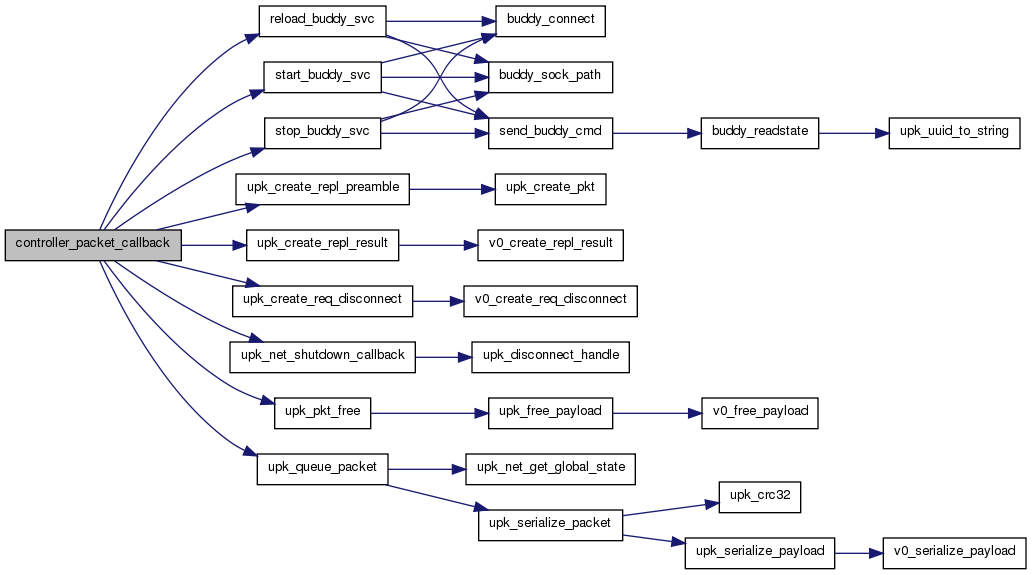 reload_buddy_svc
buddy_connect
start_buddy_svc
buddy_sock_path
stop_buddy_svc
send_buddy_cmd
buddy_readstate
upk_uuid_to_string
upk_create_repl_preamble
upk_create_pkt
controller_packet_callback
upk_create_repl_result
v0_create_repl_result
upk_create_req_disconnect
v0_create_req_disconnect
upk_net_shutdown_callback
upk_disconnect_handle
upk_pkt_free
upk_free_payload
v0_free_payload
upk_queue_packet
upk_net_get_global_state
upk_crc32
upk_serialize_packet
upk_serialize_payload
v0_serialize_payload